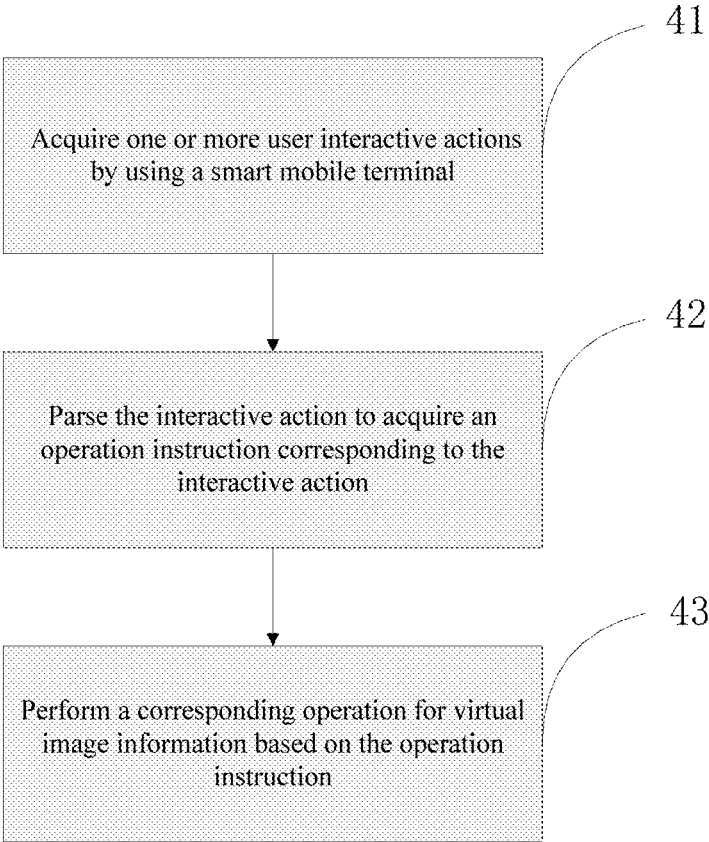 41
Acquire one or more user interactive actions
by using a smart mobile terminal
42
Parse the interactive action to acquire an
operation instruction corresponding to the
interactive action
43
Perform a corresponding operation for virtual
image information based on the operation
instruction